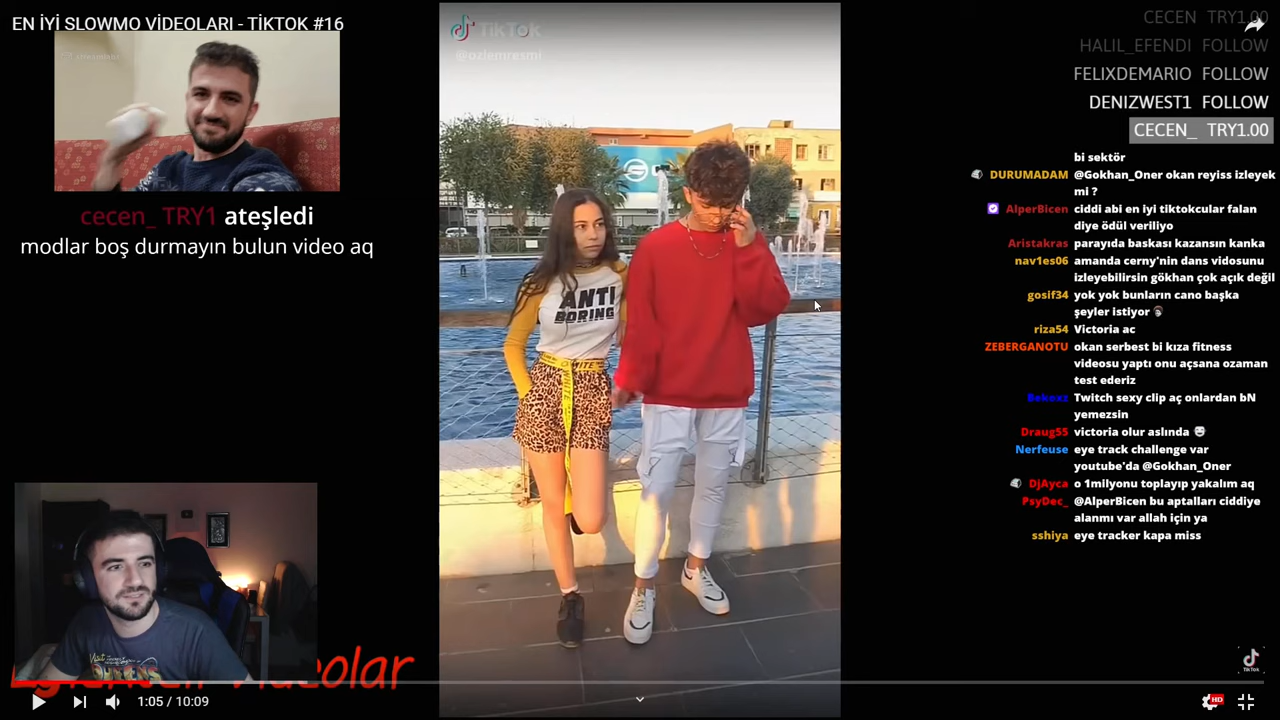 EN İYİ SLOWMO VİDEOLARI - TİKTOK #16
cecen_ TRY1 ateşledi
modlar boş durmayın bulun video aq
TikTok
@ozlemresmi
ANTI
BORING
CECEN TRY1.00
HALIL_EFENDI FOLLOW
FELIXDEMARIO FOLLOW
DENIZWEST1 FOLLOW
CECEN_ TRY1.00
bi sektör
DURUMADAM @Gokhan_Oner okan reyiss izleyek
mi ?
AlperBicen ciddi abi en iyi tiktokcular falan
diye ödül veriliyo
Aristakras parayıda baskası kazansın kanka
nav1es06 amanda cerny'nin dans vidosunu
izleyebilirsin gökhan çok açık değil
gosif34 yok yok bunların cano başka
şeyler istiyor
riza54 Victoria ac
ZEBERGANOTU okan serbest bi kıza fitness
videosu yaptı onu açsana ozaman
test ederiz
Twitch sexy clip aç onlardan bN
yemezsin
Draug55 victoria olur aslında
Nerfeuse eye track challenge var
youtube'da @Gokhan_Oner
DjAyca o 1milyonu toplayıp yakalım aq
PsyDec_ @AlperBicen bu aptalları ciddiye
alanmı var allah için ya
sshiya eye tracker kapa miss
TikTok
1:05 / 10:09
HD